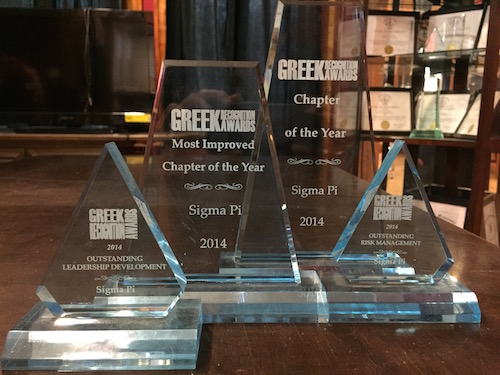 GREEK RECOGNITION AWARDS
2014
OUTSTANDING
LEADERSHIP DEVELOPMENT
Sigma Pi
GREEK RECOGNITION AWARDS
Most Improved
Chapter of the Year
Sigma Pi
2014
GREEK RECOGNITION AWARDS
Chapter
of the Year
Sigma Pi
2014
GREEK RECOGNITION AWARDS
2014
OUTSTANDING
RISK MANAGEMENT
Sigma Pi